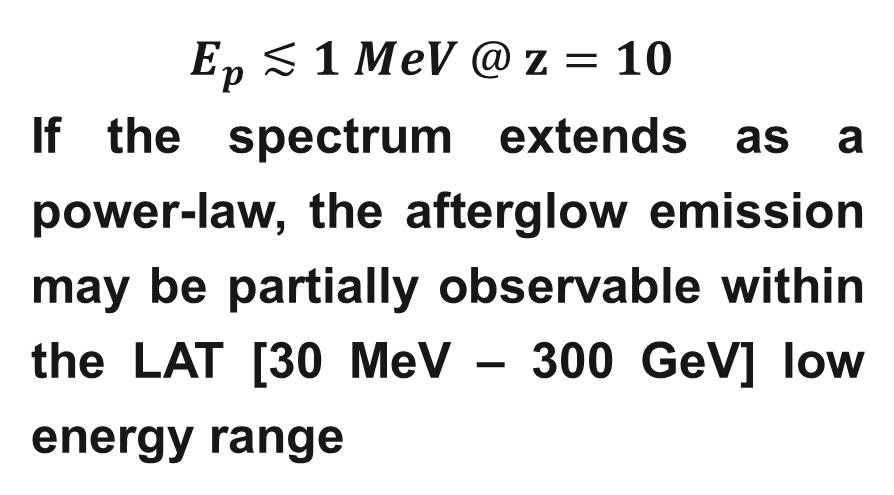 E_p ≲ 1 MeV @ z = 10
If the spectrum extends as a
power-law, the afterglow emission
may be partially observable within
the LAT [30 MeV – 300 GeV] low
energy range